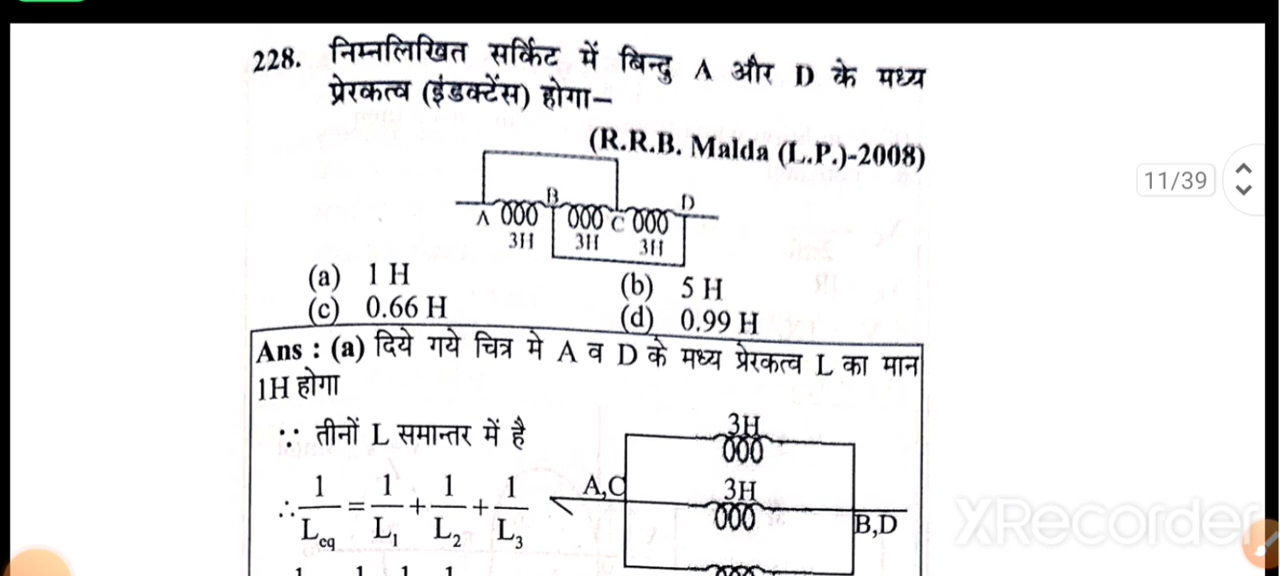 228. निम्नलिखित सर्किट में बिन्दु A और D के मध्य
प्रेरकत्व (इंडक्टेंस) होगा–
(R.R.B. Malda (L.P.)-2008)
11/39
B D
A C
3H 3H 3H
(a) 1 H (b) 5 H
(c) 0.66 H (d) 0.99 H
Ans : (a) दिये गये चित्र मे A व D के मध्य प्रेरकत्व L का मान
1H होगा
∵ तीनों L समान्तर में है
3H
A,C 3H B,D
∴ 1/L_eq = 1/L₁ + 1/L₂ + 1/L₃
XRecorder